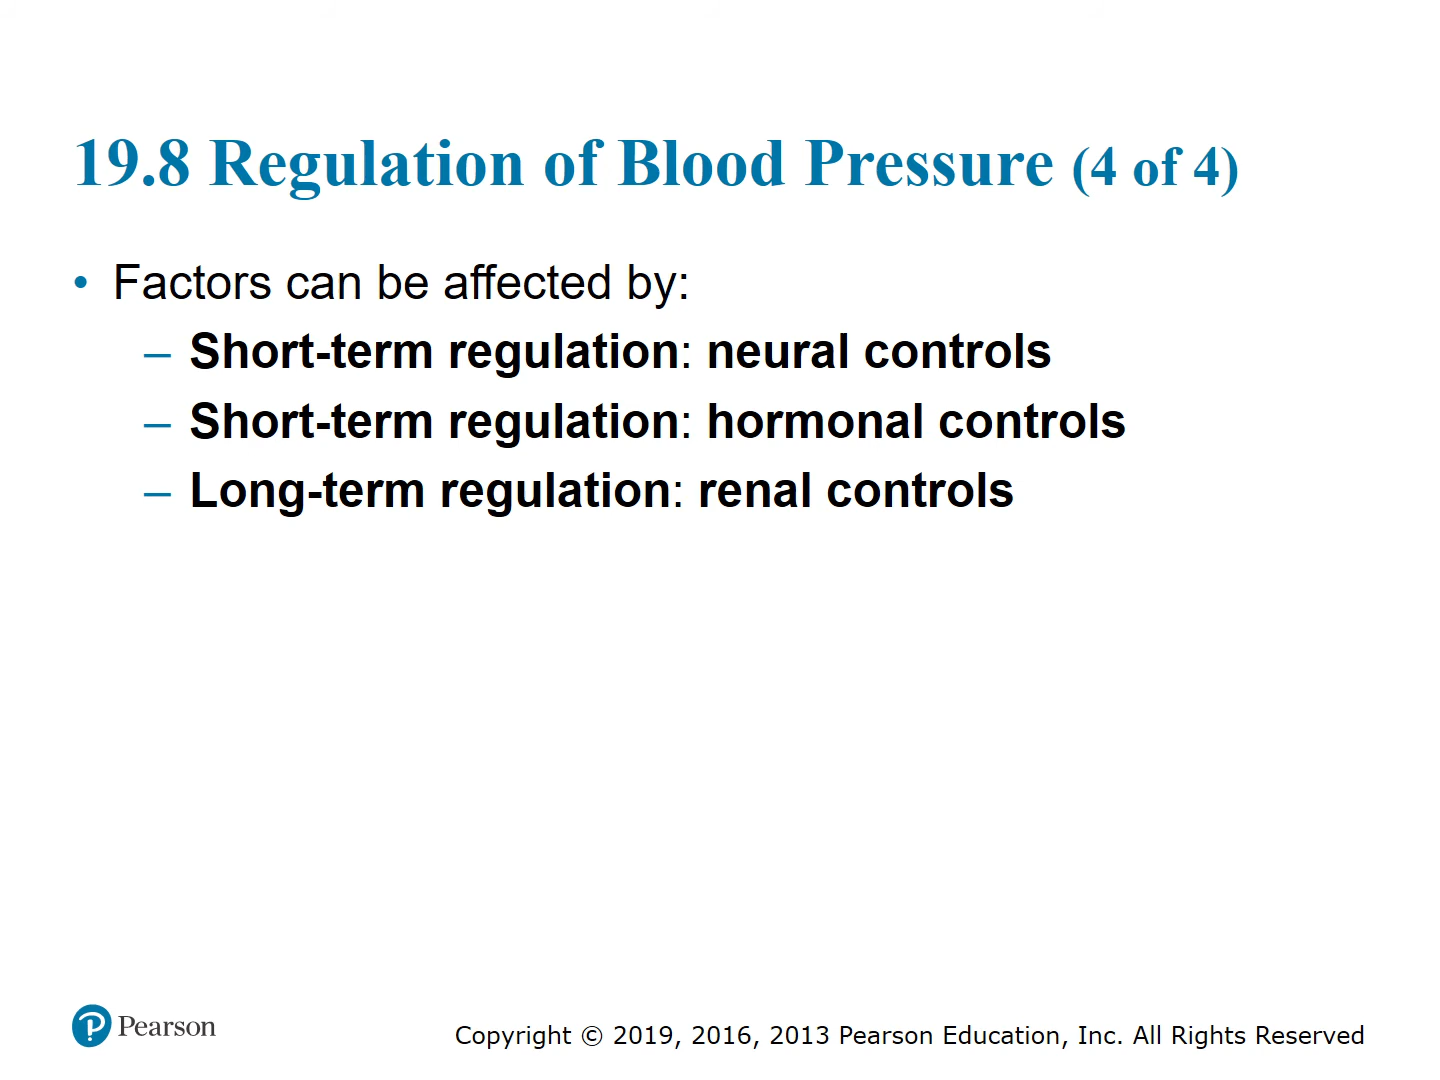 19.8 Regulation of Blood Pressure (4 of 4)
• Factors can be affected by:
– Short-term regulation: neural controls
– Short-term regulation: hormonal controls
– Long-term regulation: renal controls
Pearson
Copyright © 2019, 2016, 2013 Pearson Education, Inc. All Rights Reserved